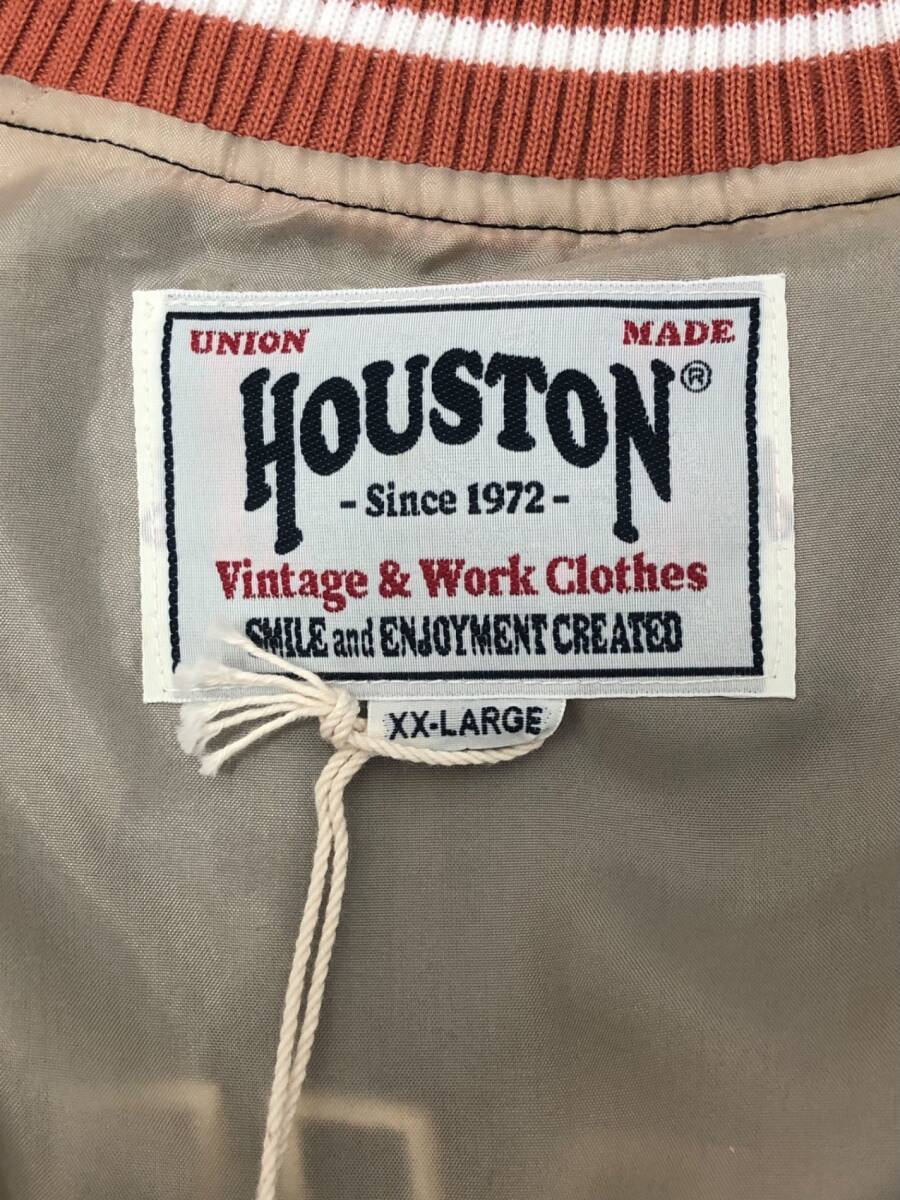 UNION MADE
HOUSTON®
- Since 1972 -
Vintage & Work Clothes
SMILE and ENJOYMENT CREATED
XX-LARGE